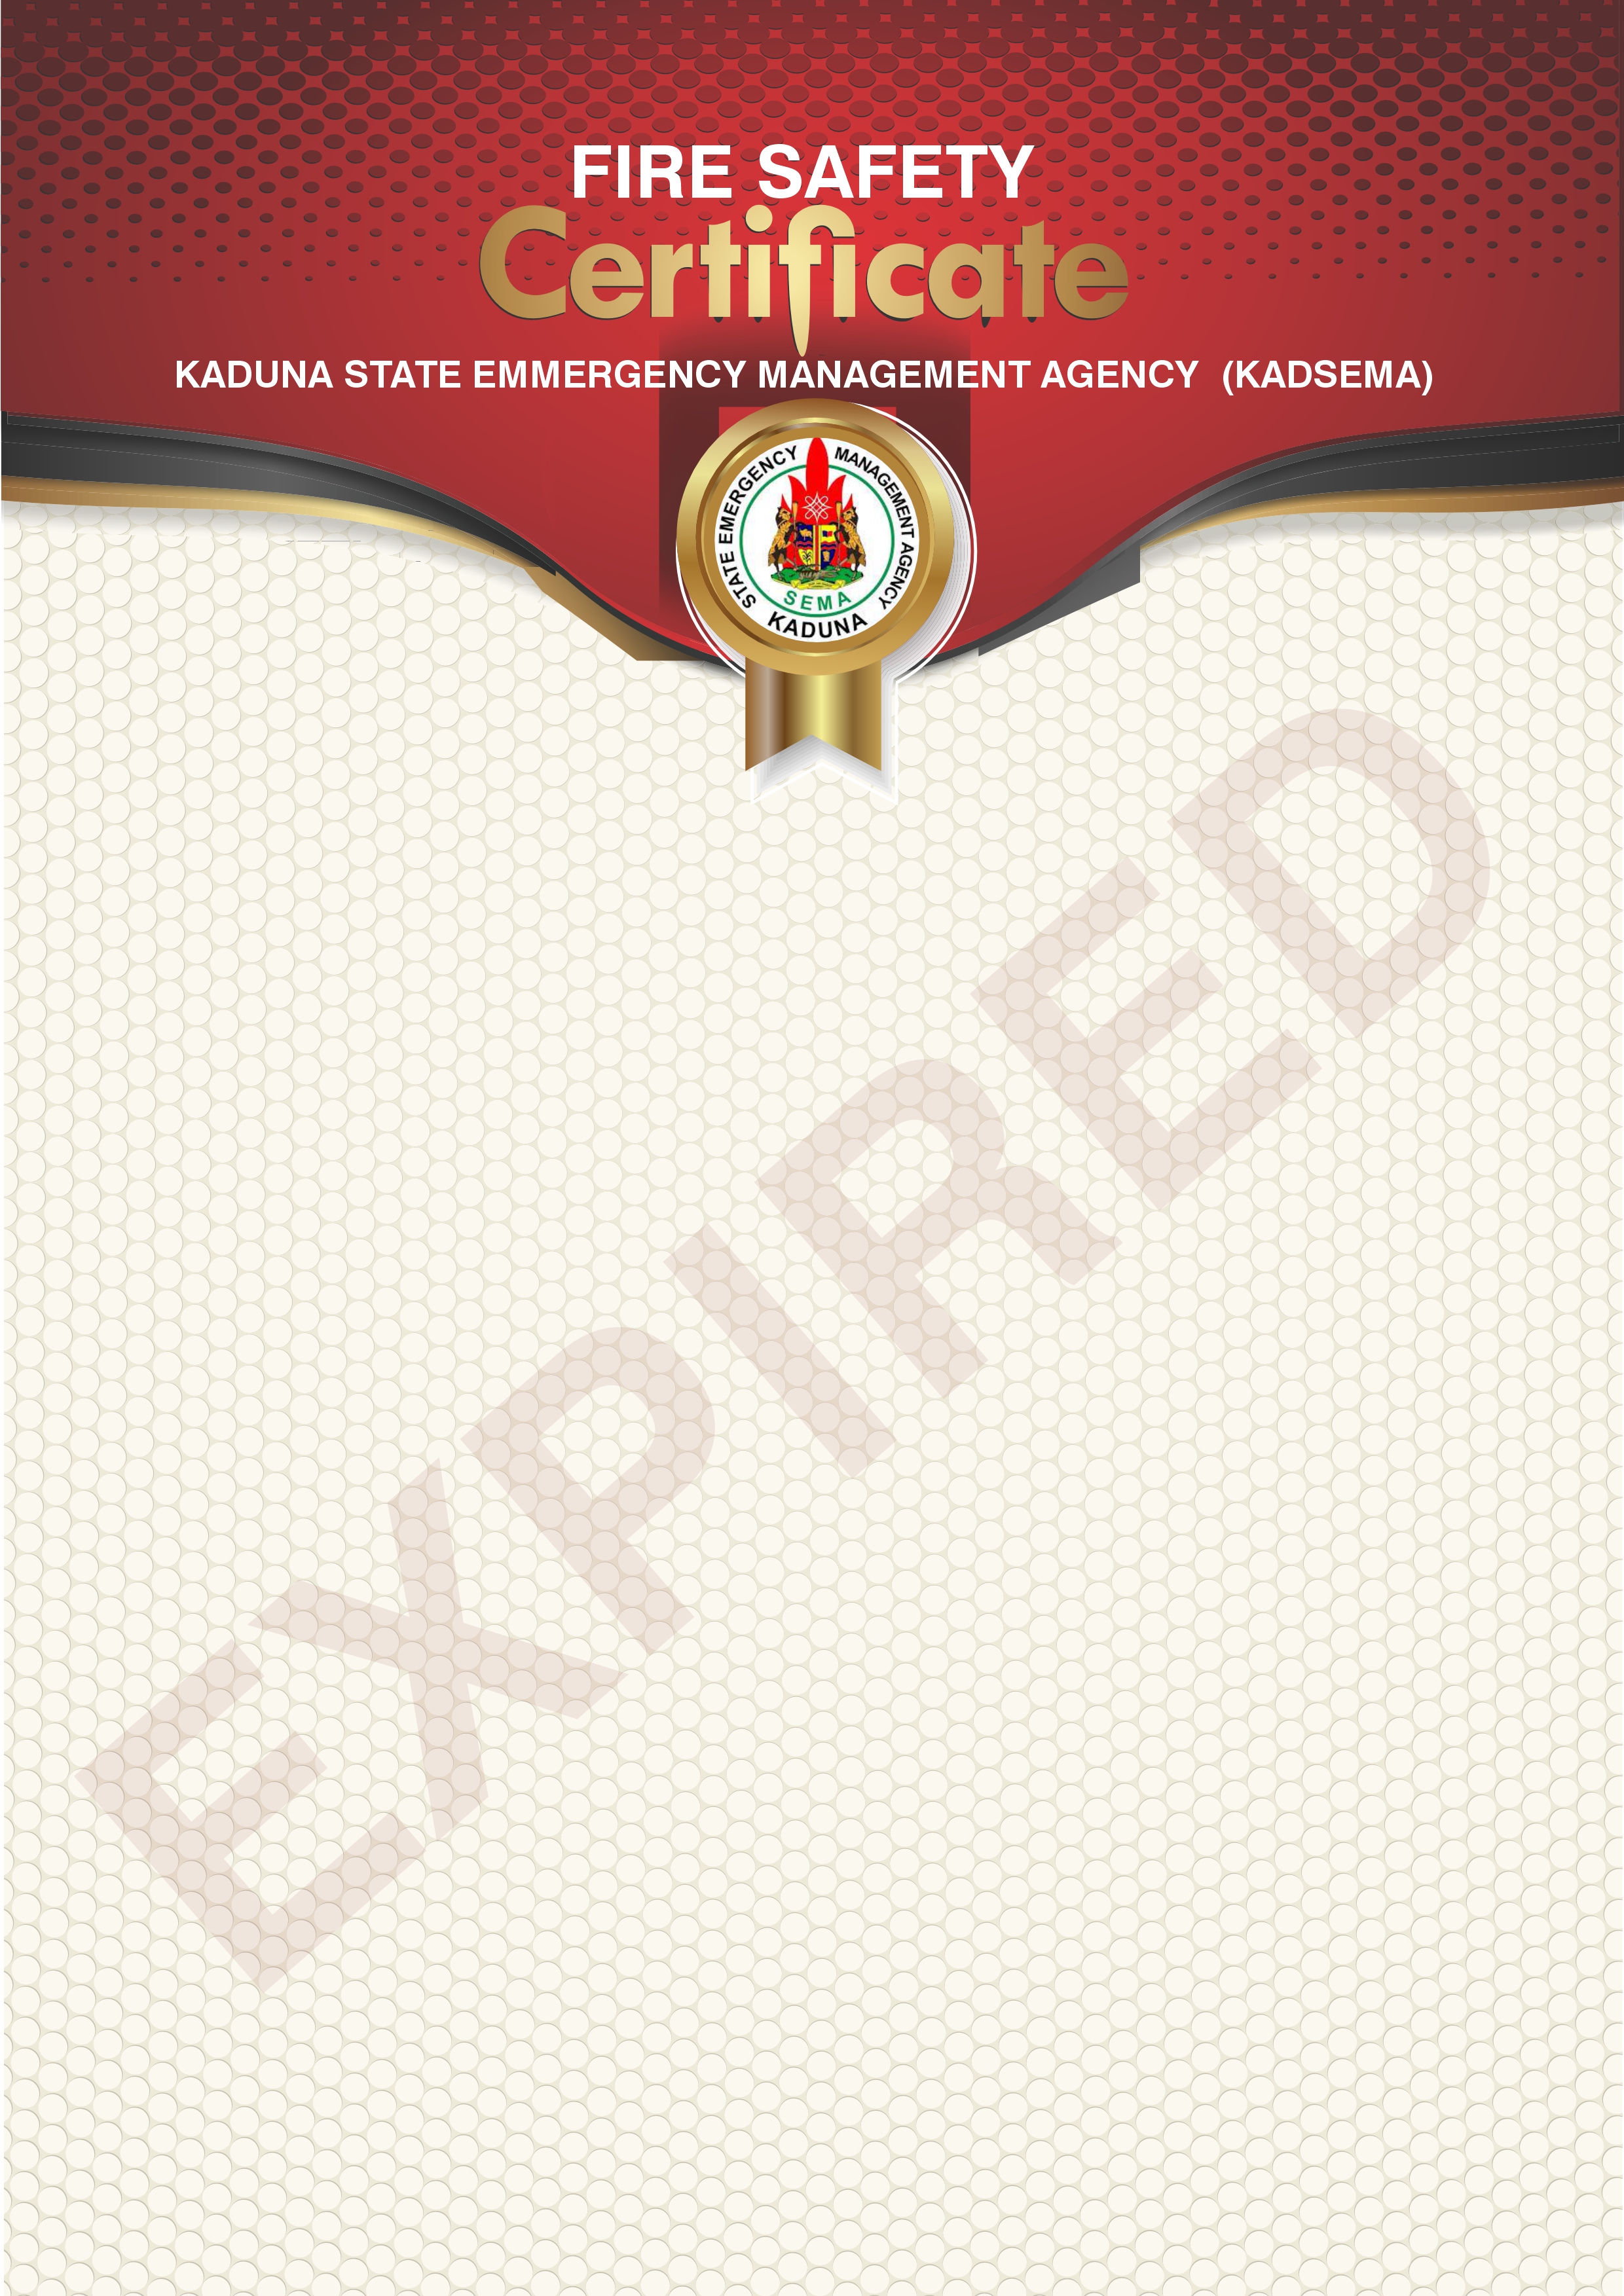 FIRE SAFETY
Certificate
KADUNA STATE EMMERGENCY MANAGEMENT AGENCY (KADSEMA)
STATE EMERGENCY MANAGEMENT AGENCY
SEMA
KADUNA
EXPIRED